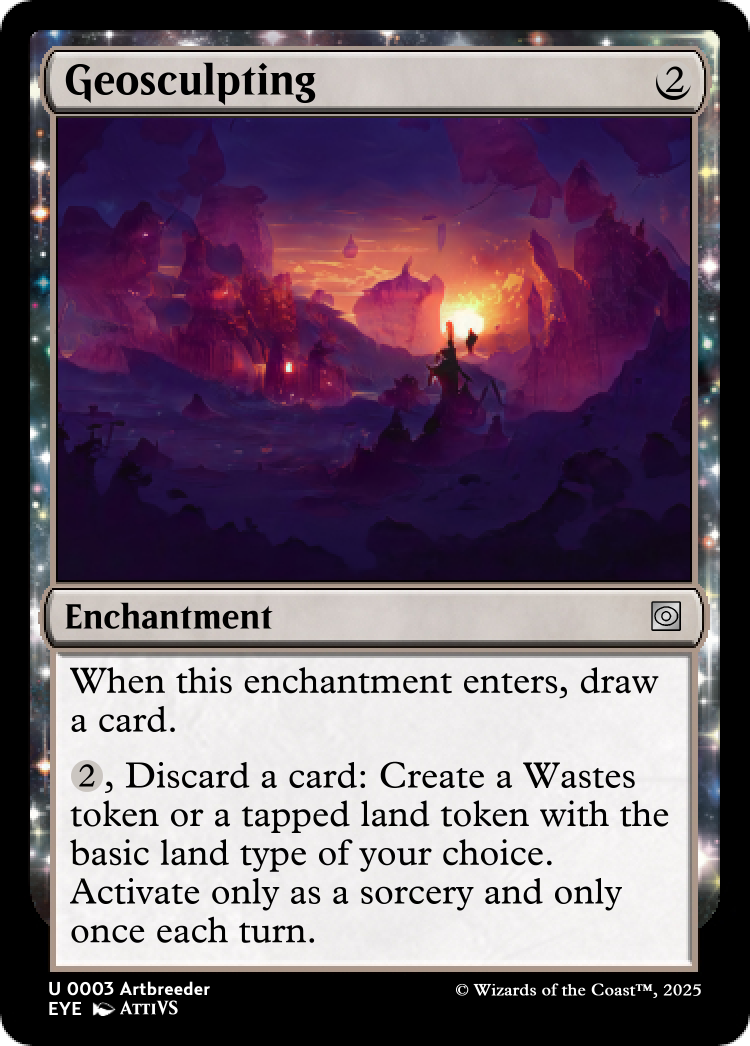 Geosculpting 2
Enchantment
When this enchantment enters, draw
a card.
2, Discard a card: Create a Wastes
token or a tapped land token with the
basic land type of your choice.
Activate only as a sorcery and only
once each turn.
U 0003 Artbreeder
EYE AttiVS
© Wizards of the Coast™, 2025